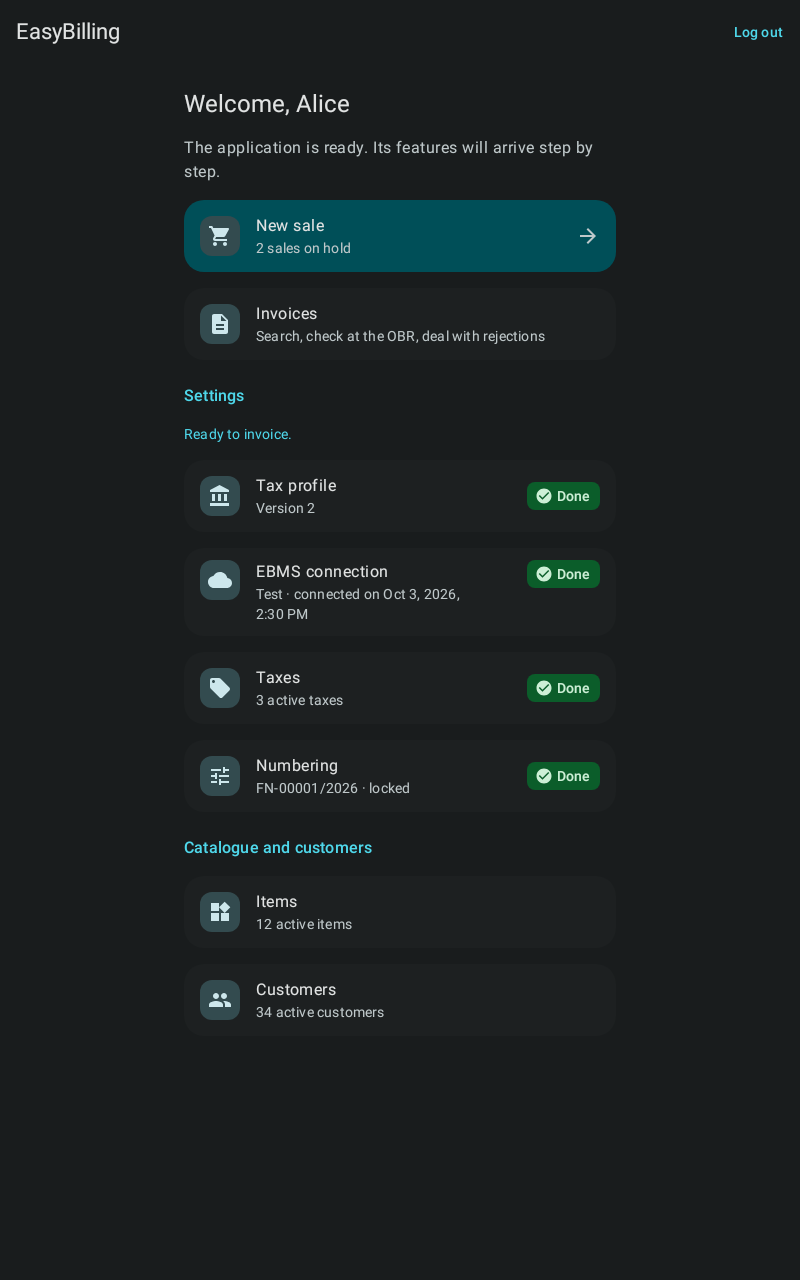 EasyBilling
Log out
Welcome, Alice
The application is ready. Its features will arrive step by
step.
New sale
2 sales on hold
Invoices
Search, check at the OBR, deal with rejections
Settings
Ready to invoice.
Tax profile
Version 2
Done
EBMS connection
Test · connected on Oct 3, 2026,
2:30 PM
Done
Taxes
3 active taxes
Done
Numbering
FN-00001/2026 · locked
Done
Catalogue and customers
Items
12 active items
Customers
34 active customers